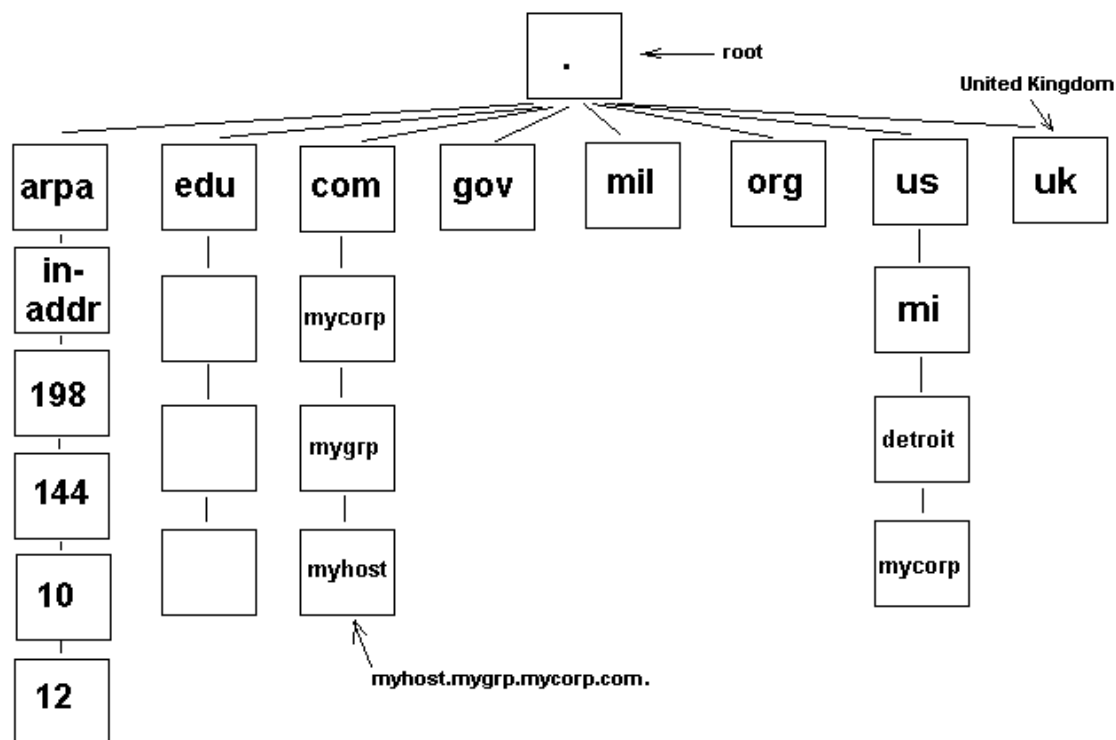 .
root
United Kingdom
arpa
edu
com
gov
mil
org
us
uk
in-
addr
mycorp
mi
198
mygrp
detroit
144
myhost
mycorp
10
myhost.mygrp.mycorp.com.
12